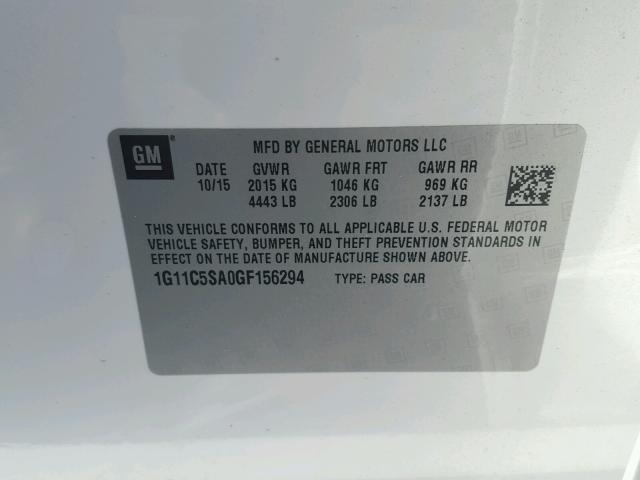 GM
MFD BY GENERAL MOTORS LLC
DATE GVWR GAWR FRT GAWR RR
10/15 2015 KG 1046 KG 969 KG
4443 LB 2306 LB 2137 LB
THIS VEHICLE CONFORMS TO ALL APPLICABLE U.S. FEDERAL MOTOR
VEHICLE SAFETY, BUMPER, AND THEFT PREVENTION STANDARDS IN
EFFECT ON THE DATE OF MANUFACTURE SHOWN ABOVE.
1G11C5SA0GF156294 TYPE: PASS CAR